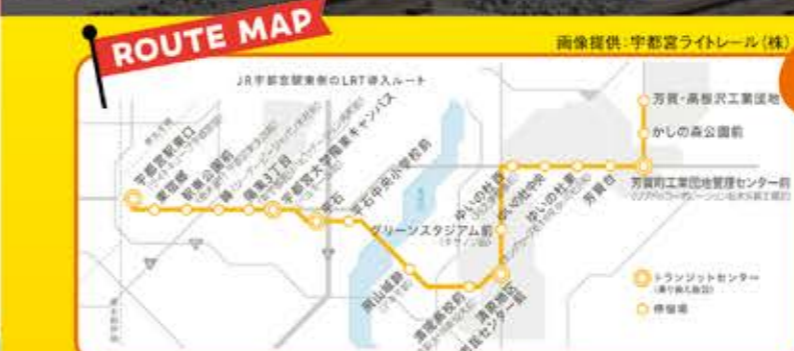 ROUTE MAP
画像提供:宇都宮ライトレール(株)
JR宇都宮駅東側のLRT導入ルート
宇都宮駅東口
東宿郷
駅東公園前
峰
陽東3丁目
宇都宮大学陽東キャンパス
平石
平石中央小学校前
飛山城跡
清陵高校前
清原地区
市民センター前
グリーンスタジアム前
ゆいの杜西
ゆいの杜中央
ゆいの杜東
芳賀台
芳賀町工業団地管理センター前
かしの森公園前
芳賀・高根沢工業団地
トランジットセンター
(乗り換え施設)
停留場